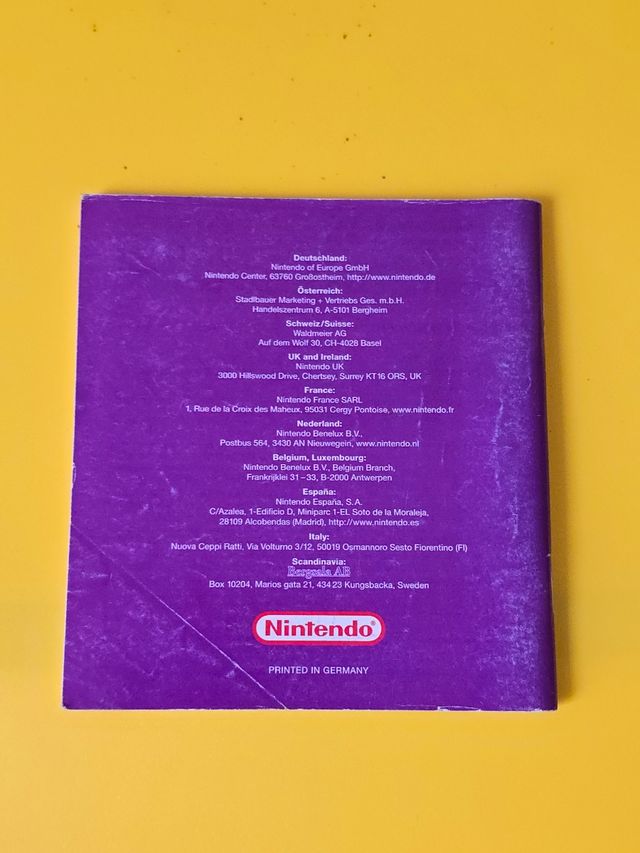 Deutschland:
Nintendo of Europe GmbH
Nintendo Center, 63760 Großostheim, http://www.nintendo.de
Österreich:
Stadlbauer Marketing + Vertriebs Ges. m.b.H.
Handelszentrum 6, A-5101 Bergheim
Schweiz/Suisse:
Waldmeier AG
Auf dem Wolf 30, CH-4028 Basel
UK and Ireland:
Nintendo UK
3000 Hillswood Drive, Chertsey, Surrey KT16 ORS, UK
France:
Nintendo France SARL
1, Rue de la Croix des Maheux, 95031 Cergy Pontoise, www.nintendo.fr
Nederland:
Nintendo Benelux B.V.,
Postbus 564, 3430 AN Nieuwegein, www.nintendo.nl
Belgium, Luxembourg:
Nintendo Benelux B.V., Belgium Branch,
Frankrijklei 31–33, B-2000 Antwerpen
España:
Nintendo España, S.A.
C/Azalea, 1-Edificio D, Miniparc 1-EL Soto de la Moraleja,
28109 Alcobendas (Madrid), http://www.nintendo.es
Italy:
Nuova Ceppi Ratti, Via Volturno 3/12, 50019 Osmannoro Sesto Fiorentino (FI)
Scandinavia:
Bergsala AB
Box 10204, Marios gata 21, 434 23 Kungsbacka, Sweden
Nintendo®
PRINTED IN GERMANY